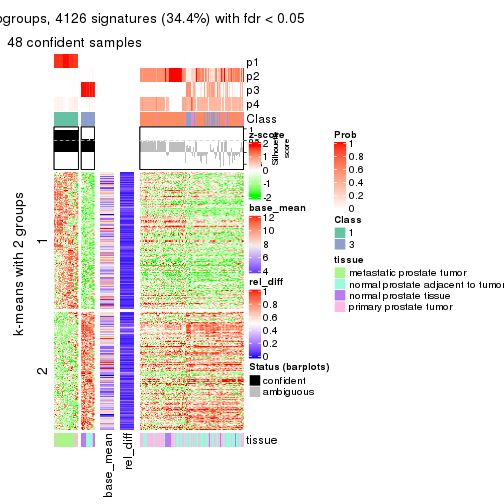 ogroups, 4126 signatures (34.4%) with fdr < 0.05
48 confident samples
p1
p2
p3
p4
Class
z-score
2
1
0
-1
-2
Silhouette
score
1
base_mean
12
10
8
6
4
rel_diff
1
0.8
0.6
0.4
0.2
0
Status (barplots)
confident
ambiguous
Prob
1
0.8
0.6
0.4
0.2
0
Class
1
3
tissue
metastatic prostate tumor
normal prostate adjacent to tumor
normal prostate tissue
primary prostate tumor
k-means with 2 groups
1
2
tissue
base_mean
rel_diff